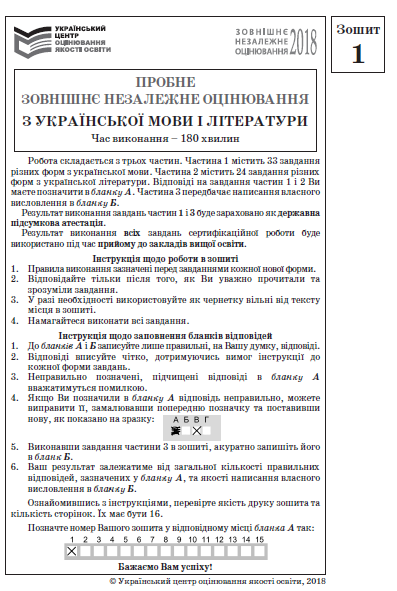 УКРАЇНСЬКИЙ
ЦЕНТР
ОЦІНЮВАННЯ
ЯКОСТІ ОСВІТИ
ЗОВНІШНЄ
НЕЗАЛЕЖНЕ
ОЦІНЮВАННЯ 2018
Зошит
1
ПРОБНЕ
ЗОВНІШНЄ НЕЗАЛЕЖНЕ ОЦІНЮВАННЯ
З УКРАЇНСЬКОЇ МОВИ І ЛІТЕРАТУРИ
Час виконання – 180 хвилин
Робота складається з трьох частин. Частина 1 містить 33 завдання
різних форм з української мови. Частина 2 містить 24 завдання різних
форм з української літератури. Відповіді на завдання частин 1 і 2 Ви
маєте позначити в бланку А. Частина 3 передбачає написання власного
висловлення в бланку Б.
Результат виконання завдань частин 1 і 3 буде зараховано як державна
підсумкова атестація.
Результат виконання всіх завдань сертифікаційної роботи буде
використано під час прийому до закладів вищої освіти.
Інструкція щодо роботи в зошиті
1. Правила виконання зазначені перед завданнями кожної нової форми.
2. Відповідайте тільки після того, як Ви уважно прочитали та
зрозуміли завдання.
3. У разі необхідності використовуйте як чернетку вільні від тексту
місця в зошиті.
4. Намагайтеся виконати всі завдання.
Інструкція щодо заповнення бланків відповідей
1. До бланків А і Б записуйте лише правильні, на Вашу думку, відповіді.
2. Відповіді вписуйте чітко, дотримуючись вимог інструкції до
кожної форми завдань.
3. Неправильно позначені, підчищені відповіді в бланку А
вважатимуться помилкою.
4. Якщо Ви позначили в бланку А відповідь неправильно, можете
виправити її, замалювавши попередню позначку та поставивши
нову, як показано на зразку:
А Б В Г
5. Виконавши завдання частини 3 в зошиті, акуратно запишіть його
в бланк Б.
6. Ваш результат залежатиме від загальної кількості правильних
відповідей, зазначених у бланку А, та якості написання власного
висловлення в бланку Б.
Ознайомившись з інструкціями, перевірте якість друку зошита та
кількість сторінок. Їх має бути 16.
Позначте номер Вашого зошита у відповідному місці бланка А так:
1 2 3 4 5 6 7 8 9 10 11 12 13 14 15
Бажаємо Вам успіху!
© Український центр оцінювання якості освіти, 2018